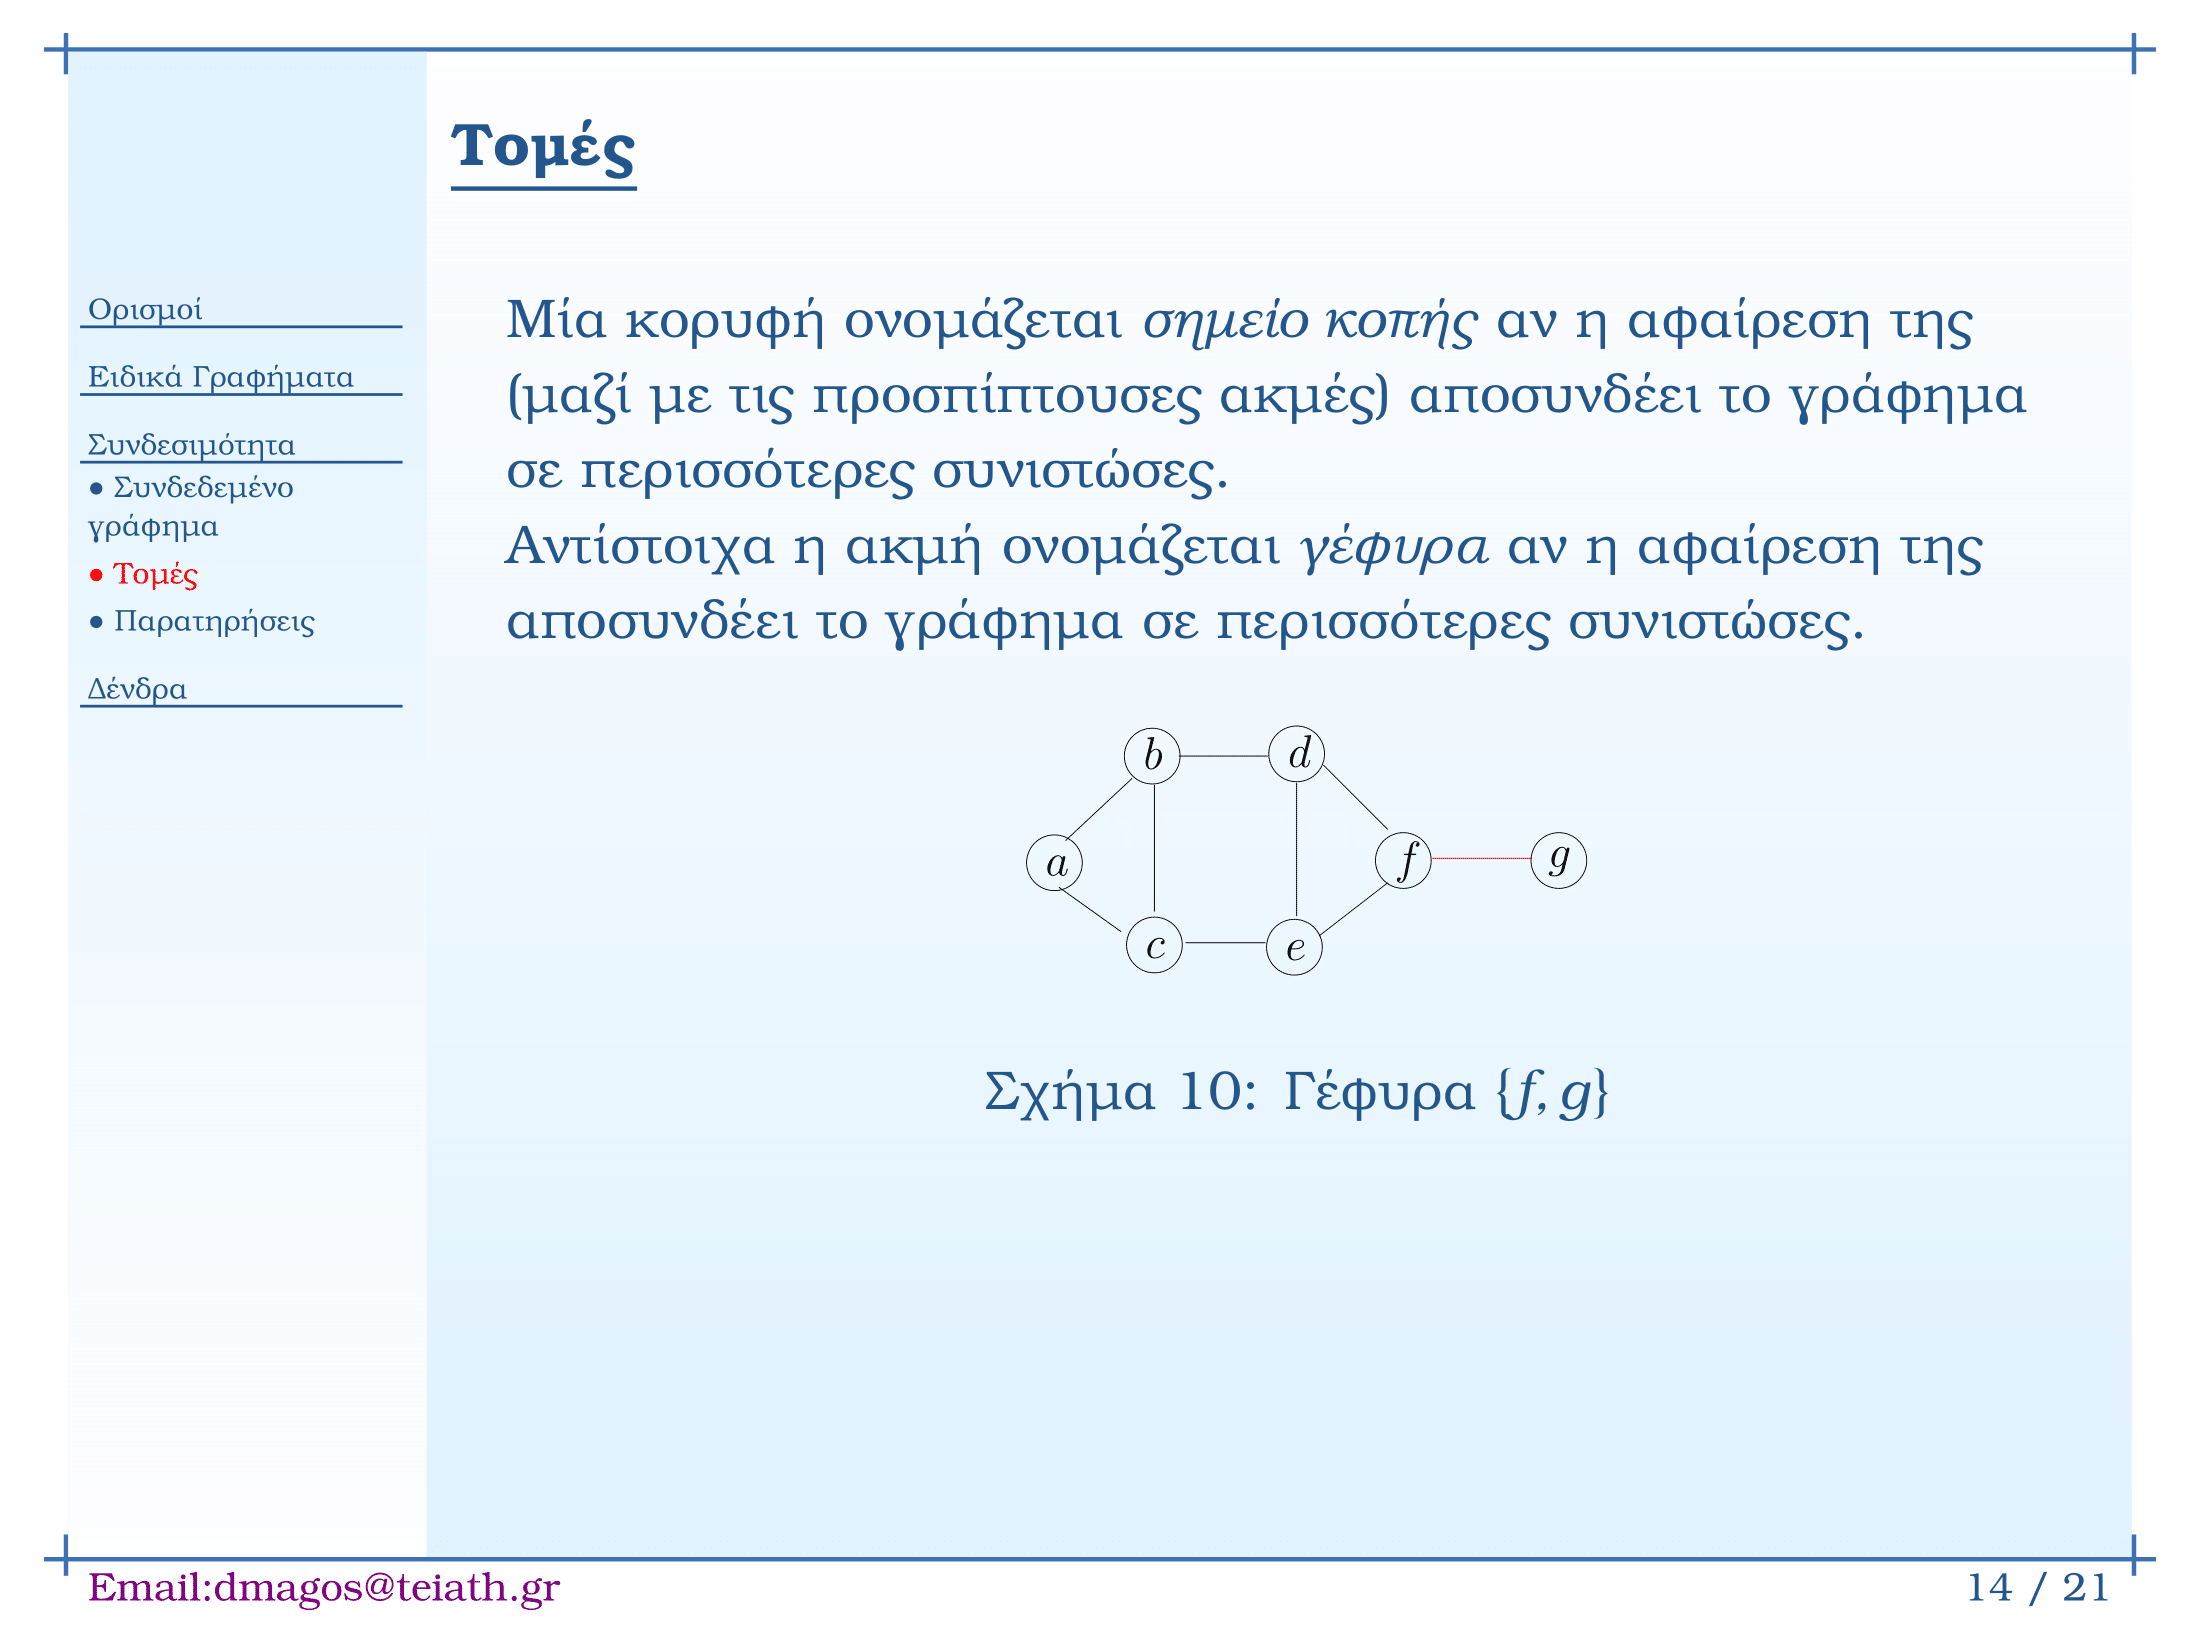 Τομές
Ορισμοί
Ειδικά Γραφήματα
Συνδεσιμότητα
● Συνδεδεμένο
γράφημα
● Τομές
● Παρατηρήσεις
Δένδρα
Μία κορυφή ονομάζεται σημείο κοπής αν η αφαίρεση της
(μαζί με τις προσπίπτουσες ακμές) αποσυνδέει το γράφημα
σε περισσότερες συνιστώσες.
Αντίστοιχα η ακμή ονομάζεται γέφυρα αν η αφαίρεση της
αποσυνδέει το γράφημα σε περισσότερες συνιστώσες.
b d
a f g
c e
Σχήμα 10: Γέφυρα {f, g}
Email:dmagos@teiath.gr
14 / 21